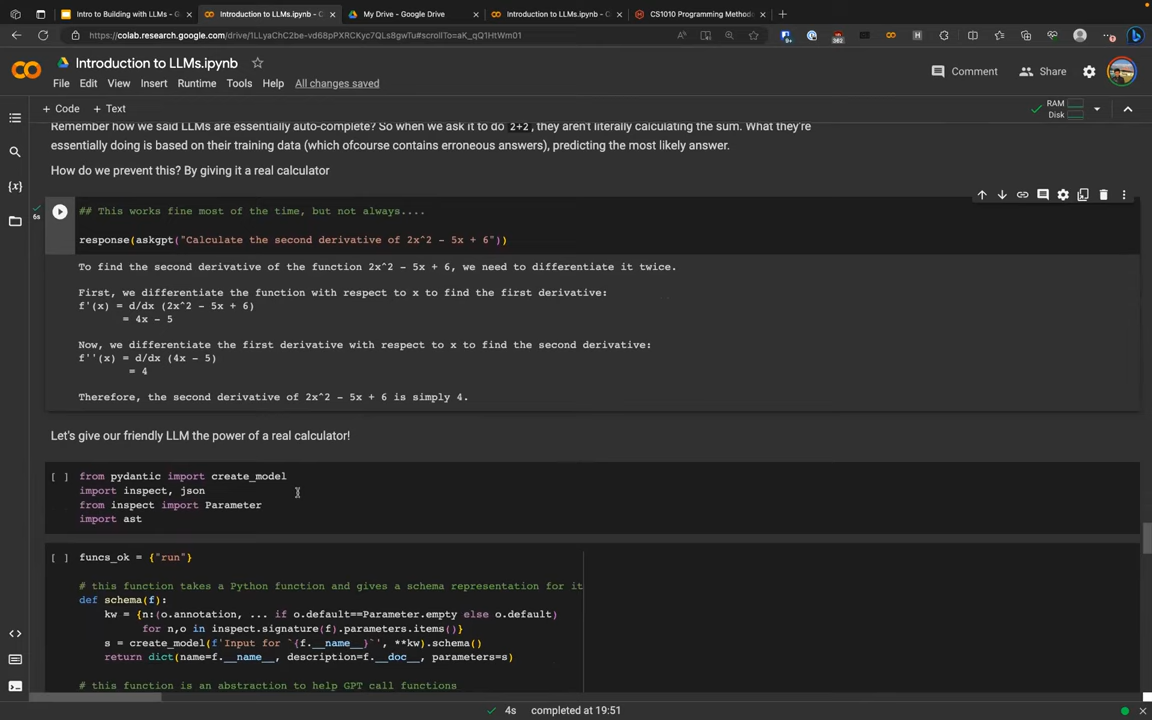 Intro to Building with LLMs - G
Introduction to LLMs.ipynb - C
My Drive - Google Drive
Introduction to LLMs.ipynb - C
CS1010 Programming Methodo
https://colab.research.google.com/drive/1LLyaChC2be-vd68pPXRCKyc7QLs8gwTu#scrollTo=aK_qQ1HtWm01
Introduction to LLMs.ipynb
File Edit View Insert Runtime Tools Help All changes saved
Comment Share
+ Code + Text
RAM
Disk
Remember how we said LLMs are essentially auto-complete? So when we ask it to do 2+2, they aren't literally calculating the sum. What they're
essentially doing is based on their training data (which ofcourse contains erroneous answers), predicting the most likely answer.
How do we prevent this? By giving it a real calculator
6s
## This works fine most of the time, but not always....
response(askgpt("Calculate the second derivative of 2x^2 - 5x + 6"))
To find the second derivative of the function 2x^2 - 5x + 6, we need to differentiate it twice.
First, we differentiate the function with respect to x to find the first derivative:
f'(x) = d/dx (2x^2 - 5x + 6)
= 4x - 5
Now, we differentiate the first derivative with respect to x to find the second derivative:
f''(x) = d/dx (4x - 5)
= 4
Therefore, the second derivative of 2x^2 - 5x + 6 is simply 4.
Let's give our friendly LLM the power of a real calculator!
[ ] from pydantic import create_model
import inspect, json
from inspect import Parameter
import ast
[ ] funcs_ok = {"run"}
# this function takes a Python function and gives a schema representation for it
def schema(f):
kw = {n:(o.annotation, ... if o.default==Parameter.empty else o.default)
for n,o in inspect.signature(f).parameters.items()}
s = create_model(f'Input for `{f.__name__}`', **kw).schema()
return dict(name=f.__name__, description=f.__doc__, parameters=s)
# this function is an abstraction to help GPT call functions
4s completed at 19:51